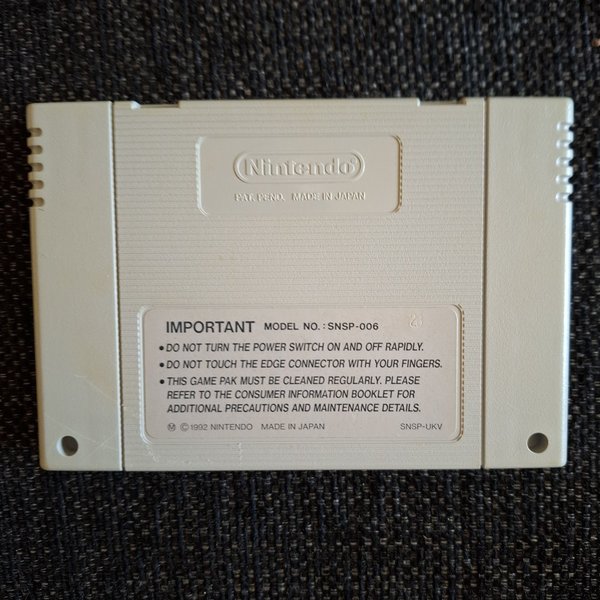 Nintendo®
PAT. PEND. MADE IN JAPAN
IMPORTANT MODEL NO. : SNSP-006 23
• DO NOT TURN THE POWER SWITCH ON AND OFF RAPIDLY.
• DO NOT TOUCH THE EDGE CONNECTOR WITH YOUR FINGERS.
• THIS GAME PAK MUST BE CLEANED REGULARLY. PLEASE
REFER TO THE CONSUMER INFORMATION BOOKLET FOR
ADDITIONAL PRECAUTIONS AND MAINTENANCE DETAILS.
Ⓜ ©1992 NINTENDO MADE IN JAPAN SNSP-UKV